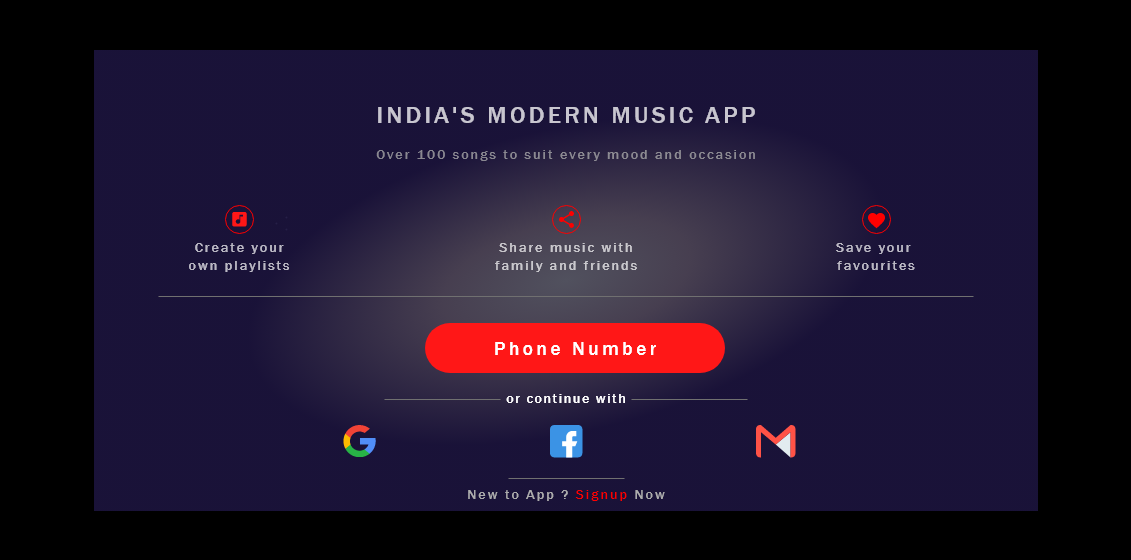 INDIA'S MODERN MUSIC APP
Over 100 songs to suit every mood and occasion
Create your
own playlists
Share music with
family and friends
Save your
favourites
Phone Number
or continue with
New to App ? Signup Now